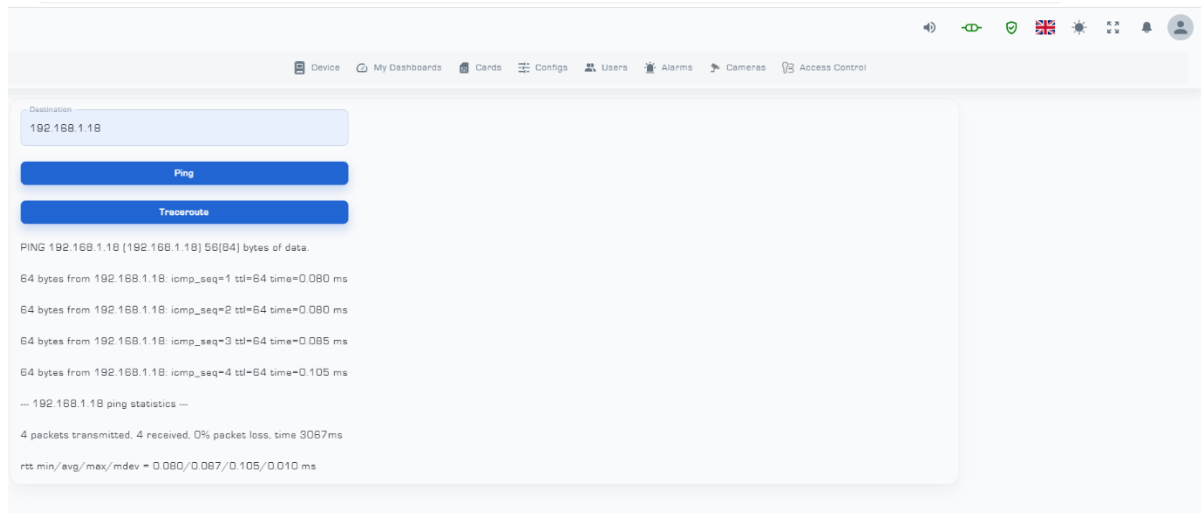 Device My Dashboards Cards Configs Users Alarms Cameras Access Control
Destination
192.168.1.18
Ping
Traceroute
PING 192.168.1.18 (192.168.1.18) 56(84) bytes of data.
64 bytes from 192.168.1.18: icmp_seq=1 ttl=64 time=0.080 ms
64 bytes from 192.168.1.18: icmp_seq=2 ttl=64 time=0.080 ms
64 bytes from 192.168.1.18: icmp_seq=3 ttl=64 time=0.085 ms
64 bytes from 192.168.1.18: icmp_seq=4 ttl=64 time=0.105 ms
--- 192.168.1.18 ping statistics ---
4 packets transmitted, 4 received, 0% packet loss, time 3067ms
rtt min/avg/max/mdev = 0.080/0.087/0.105/0.010 ms